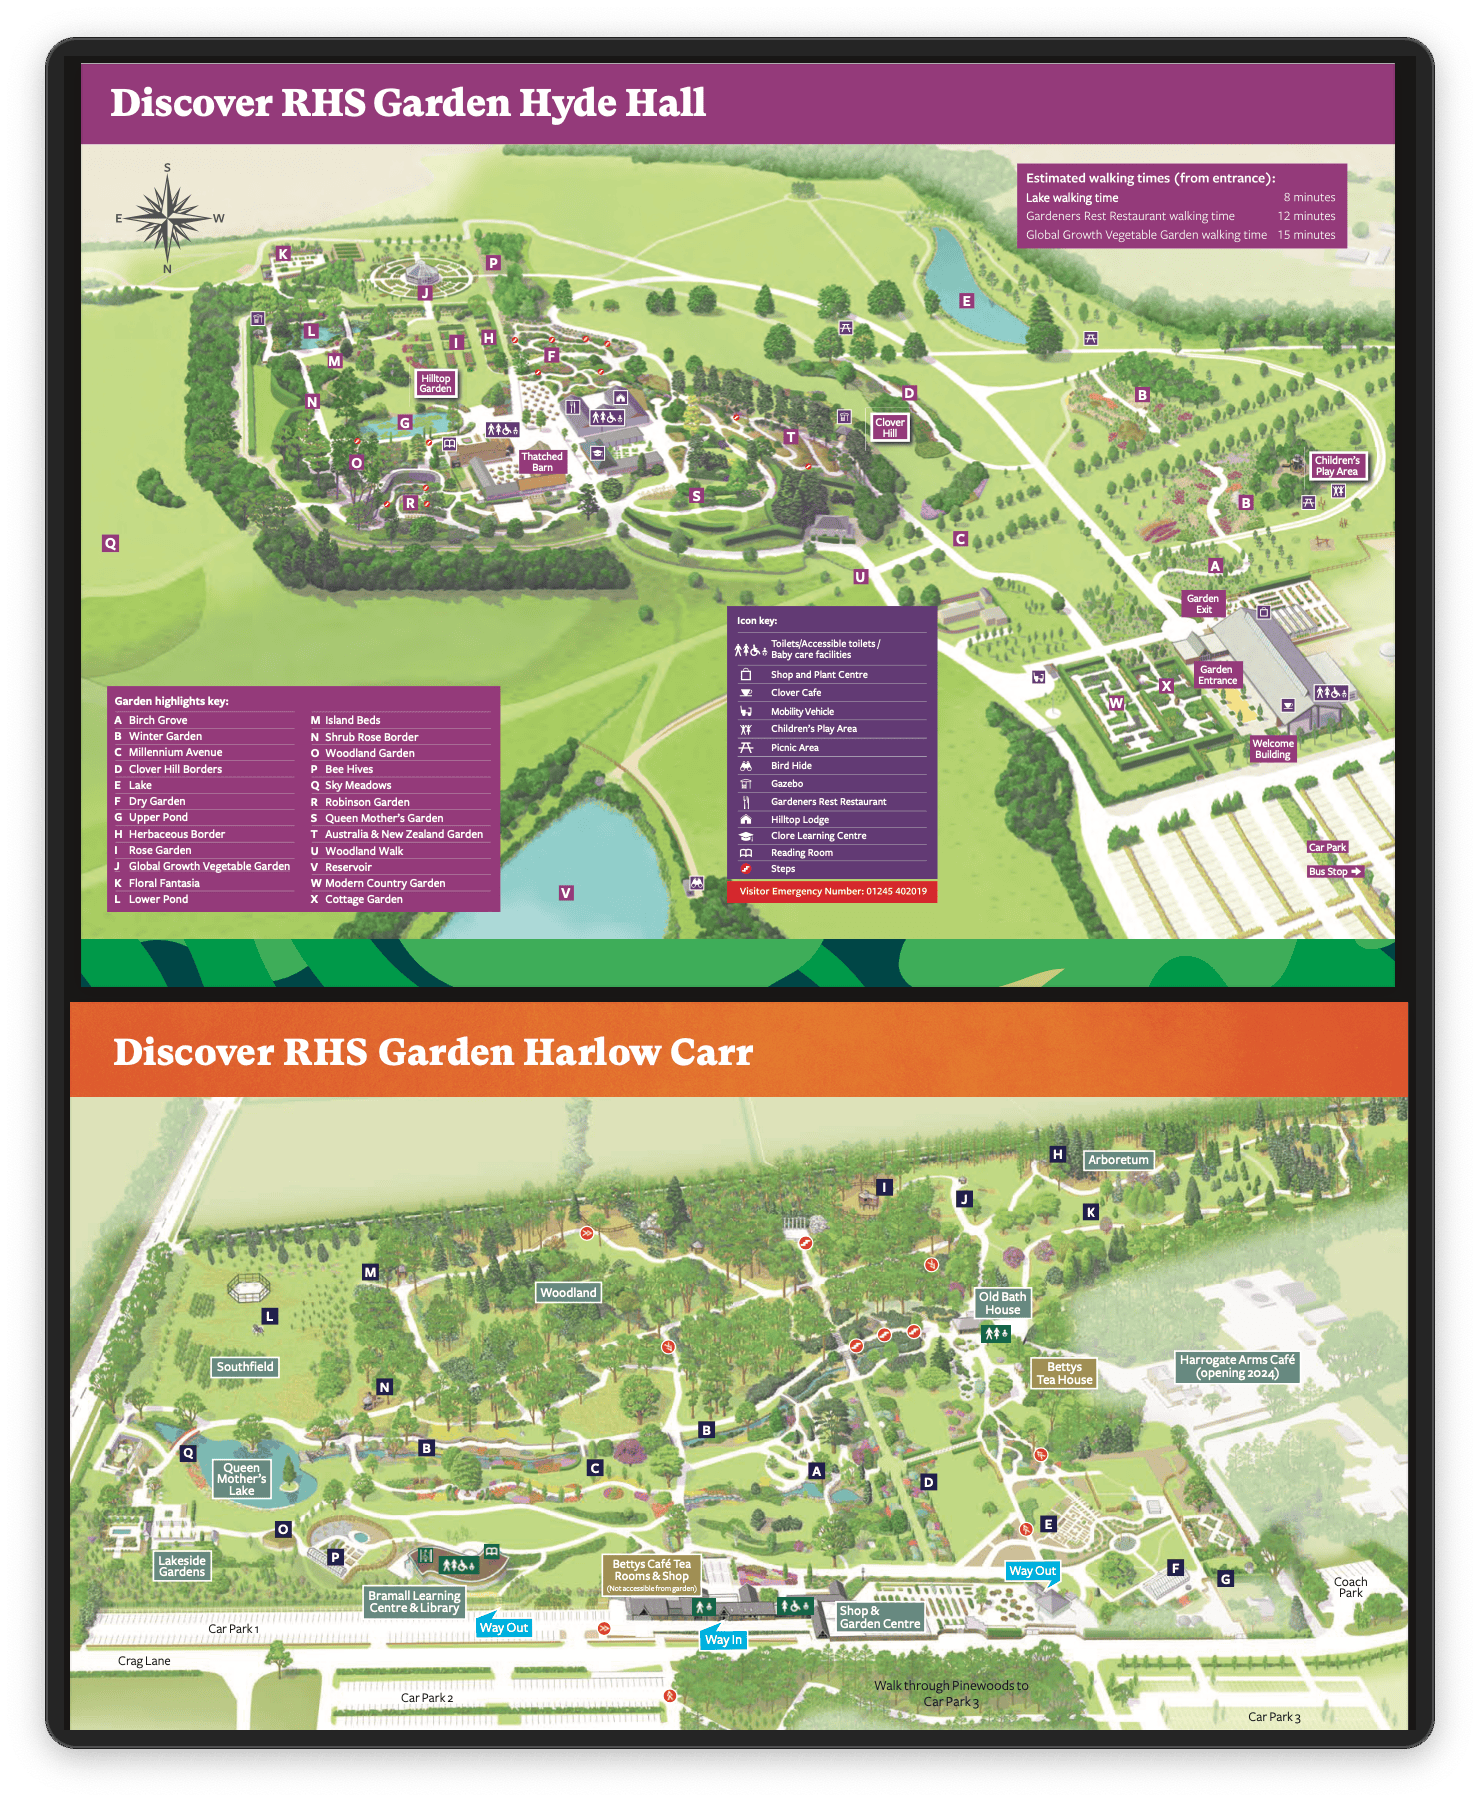 Discover RHS Garden Hyde Hall
S
E
W
N
Estimated walking times (from entrance):
Lake walking time 8 minutes
Gardeners Rest Restaurant walking time 12 minutes
Global Growth Vegetable Garden walking time 15 minutes
K
P
J
E
L
H
I
M
F
Hilltop
Garden
D
B
N
G
Clover
Hill
T
O
Thatched
Barn
Children's
Play Area
R
S
B
Q
C
A
U
Garden
Exit
Garden
Entrance
X
W
Welcome
Building
Car Park
Bus Stop
V
Garden highlights key:
A Birch Grove
B Winter Garden
C Millennium Avenue
D Clover Hill Borders
E Lake
F Dry Garden
G Upper Pond
H Herbaceous Border
I Rose Garden
J Global Growth Vegetable Garden
K Floral Fantasia
L Lower Pond
M Island Beds
N Shrub Rose Border
O Woodland Garden
P Bee Hives
Q Sky Meadows
R Robinson Garden
S Queen Mother's Garden
T Australia & New Zealand Garden
U Woodland Walk
V Reservoir
W Modern Country Garden
X Cottage Garden
Icon key:
Toilets/Accessible toilets /
Baby care facilities
Shop and Plant Centre
Clover Cafe
Mobility Vehicle
Children's Play Area
Picnic Area
Bird Hide
Gazebo
Gardeners Rest Restaurant
Hilltop Lodge
Clore Learning Centre
Reading Room
Steps
Visitor Emergency Number: 01245 402019
Discover RHS Garden Harlow Carr
H
Arboretum
I
J
K
M
Woodland
L
Old Bath
House
Southfield
Bettys
Tea House
Harrogate Arms Café
(opening 2024)
N
B
B
Q
C
A
D
Queen
Mother's
Lake
O
E
P
Lakeside
Gardens
Bettys Café Tea
Rooms & Shop
(Not accessible from garden)
Way Out
F
G
Coach
Park
Bramall Learning
Centre & Library
Shop &
Garden Centre
Way Out
Way In
Car Park 1
Crag Lane
Car Park 2
Walk through Pinewoods to
Car Park 3
Car Park 3